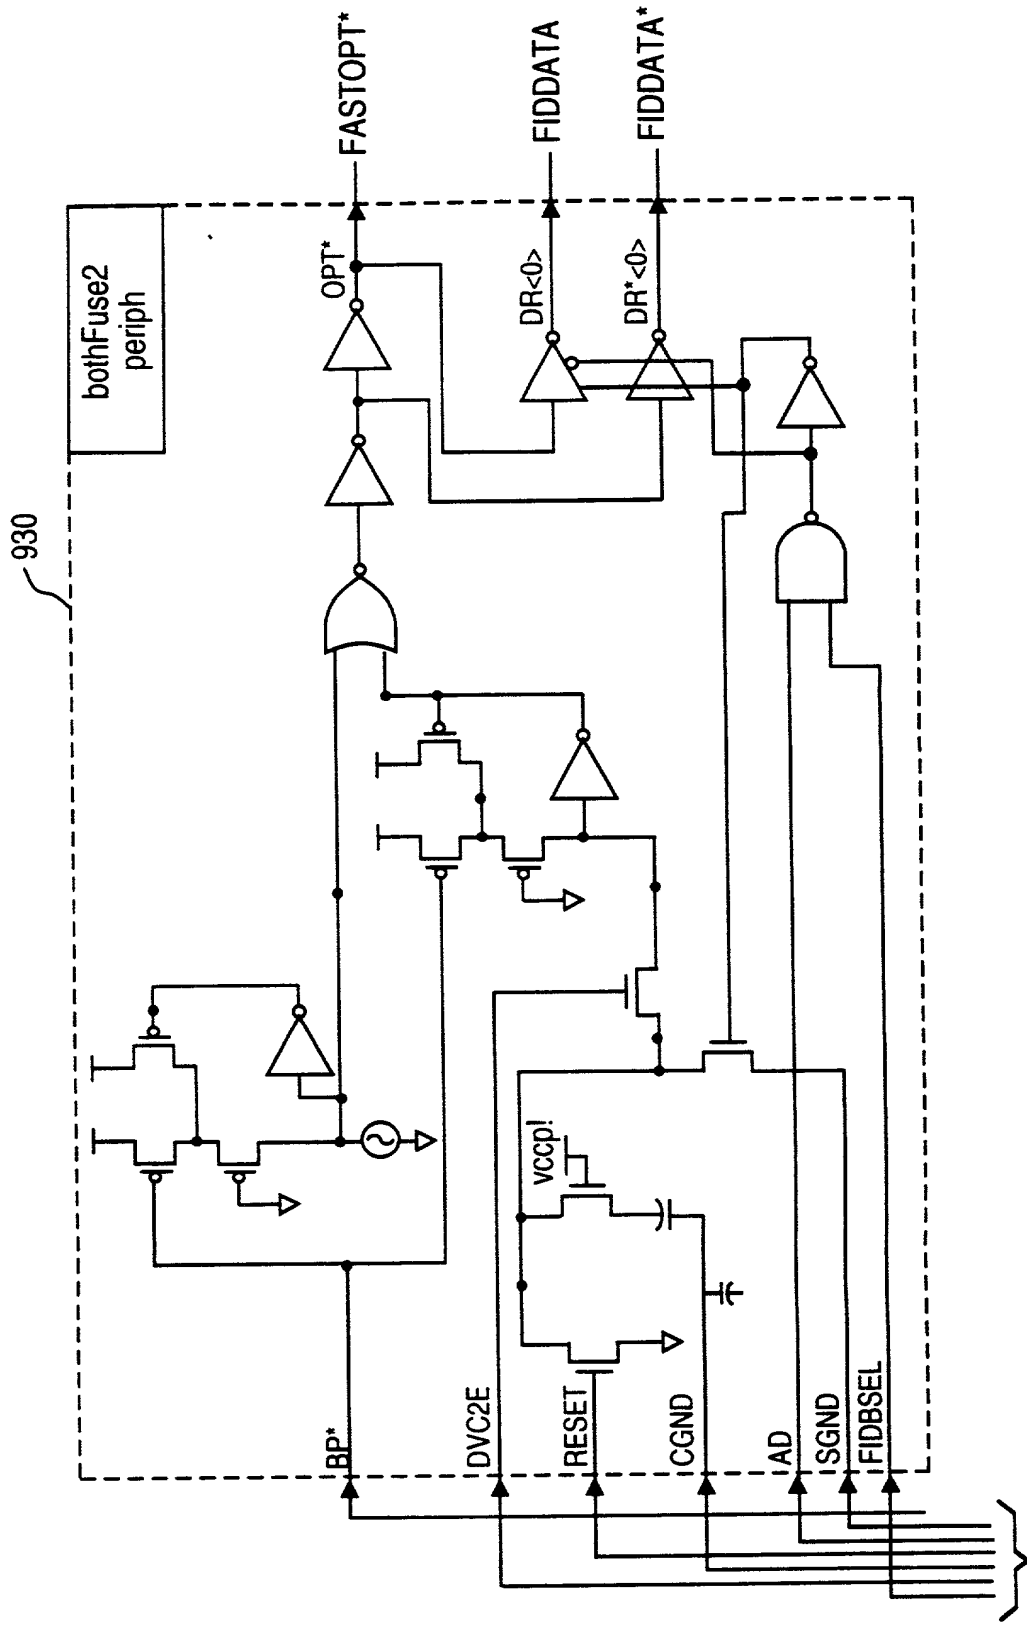 930
bothFuse2
periph
FASTOPT*
FIDDATA
FIDDATA*
OPT*
DR<0>
DR*<0>
vccp!
BP*
DVC2E
RESET
CGND
AD
SGND
FIDBSEL